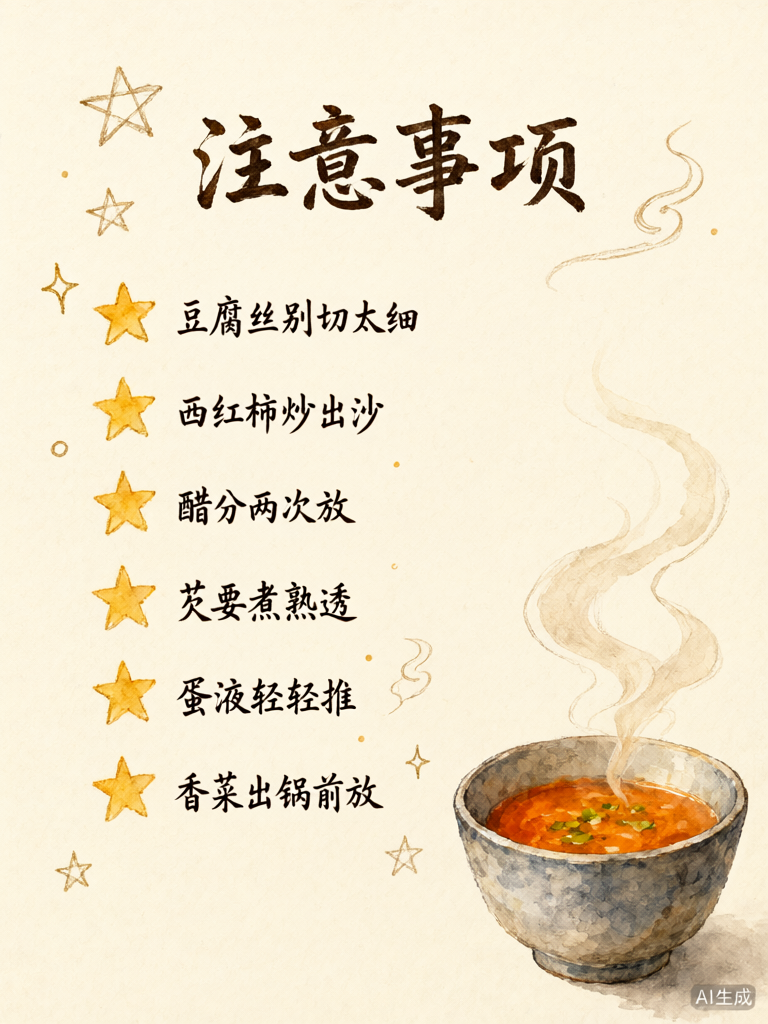 注意事项
豆腐丝别切太细
西红柿炒出沙
醋分两次放
芡要煮熟透
蛋液轻轻推
香菜出锅前放
AI生成